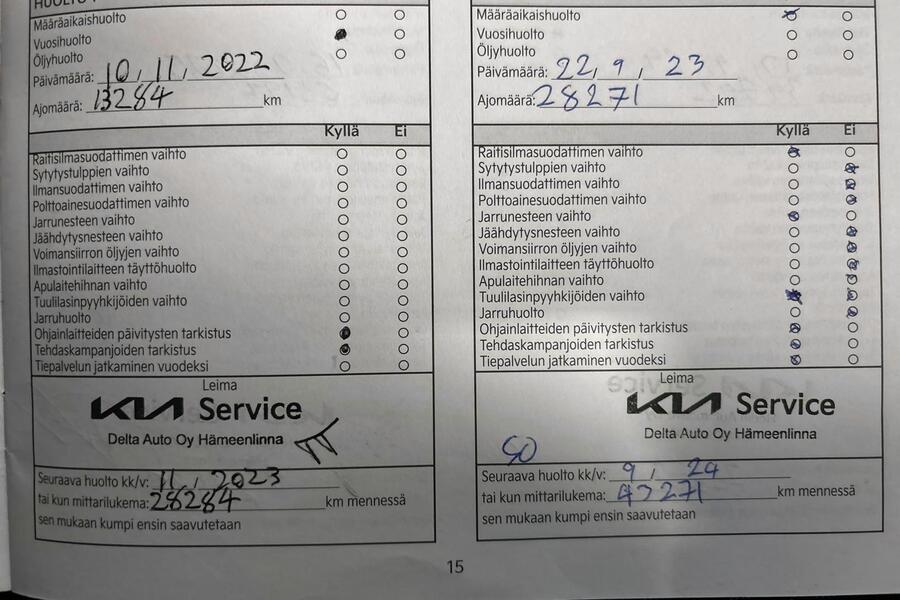 Määräaikaishuolto
Vuosihuolto
Öljyhuolto
Päivämäärä: 10, 11, 2022
Ajomäärä: 13284 km
Kyllä Ei
Raitisilmasuodattimen vaihto
Sytytystulppien vaihto
Ilmansuodattimen vaihto
Polttoainesuodattimen vaihto
Jarrunesteen vaihto
Jäähdytysnesteen vaihto
Voimansiirron öljyjen vaihto
Ilmastointilaitteen täyttöhuolto
Apulaitehihnan vaihto
Tuulilasinpyyhkijöiden vaihto
Jarruhuolto
Ohjainlaitteiden päivitysten tarkistus
Tehdaskampanjoiden tarkistus
Tiepalvelun jatkaminen vuodeksi
Leima
KIA Service
Delta Auto Oy Hämeenlinna
Seuraava huolto kk/v: 11, 2023
tai kun mittarilukema: 28284 km mennessä
sen mukaan kumpi ensin saavutetaan
Määräaikaishuolto
Vuosihuolto
Öljyhuolto
Päivämäärä: 22, 9, 23
Ajomäärä: 28271 km
Kyllä Ei
Raitisilmasuodattimen vaihto
Sytytystulppien vaihto
Ilmansuodattimen vaihto
Polttoainesuodattimen vaihto
Jarrunesteen vaihto
Jäähdytysnesteen vaihto
Voimansiirron öljyjen vaihto
Ilmastointilaitteen täyttöhuolto
Apulaitehihnan vaihto
Tuulilasinpyyhkijöiden vaihto
Jarruhuolto
Ohjainlaitteiden päivitysten tarkistus
Tehdaskampanjoiden tarkistus
Tiepalvelun jatkaminen vuodeksi
Leima
KIA Service
Delta Auto Oy Hämeenlinna
Seuraava huolto kk/v: 9, 24
tai kun mittarilukema: 43271 km mennessä
sen mukaan kumpi ensin saavutetaan
15